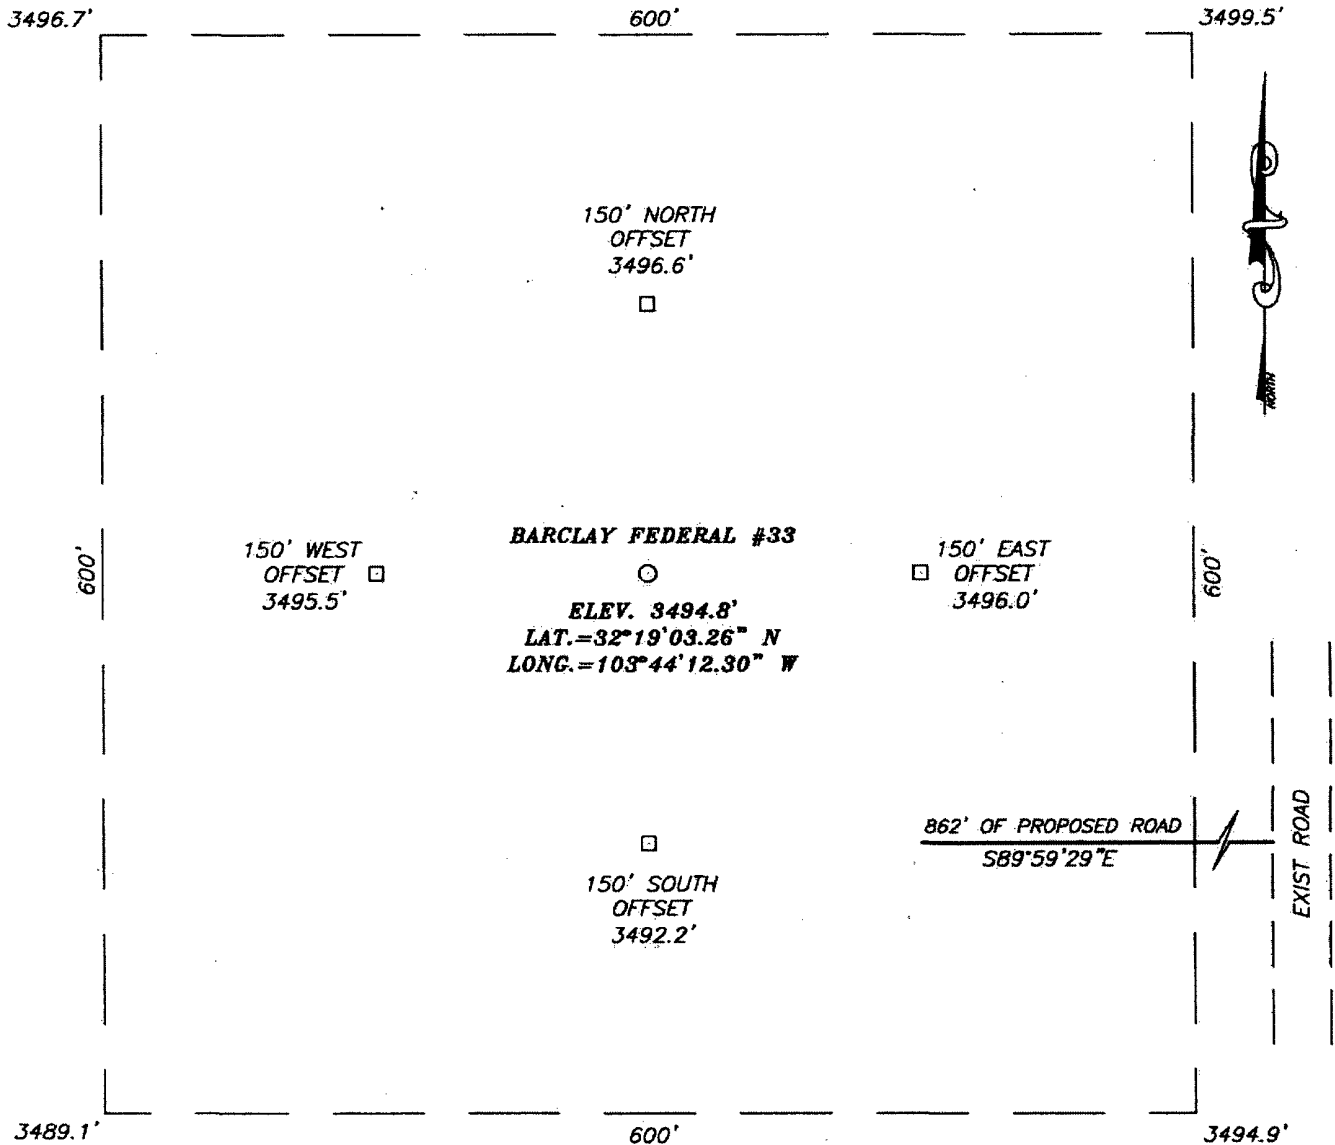 3496.7'
600'
3499.5'
NORTH
150' NORTH
OFFSET
3496.6'
600'
150' WEST
OFFSET
3495.5'
BARCLAY FEDERAL #33
ELEV. 3494.8'
LAT.=32°19'03.26" N
LONG.=103°44'12.30" W
150' EAST
OFFSET
3496.0'
600'
862' OF PROPOSED ROAD
S89°59'29"E
EXIST ROAD
150' SOUTH
OFFSET
3492.2'
3489.1'
600'
3494.9'